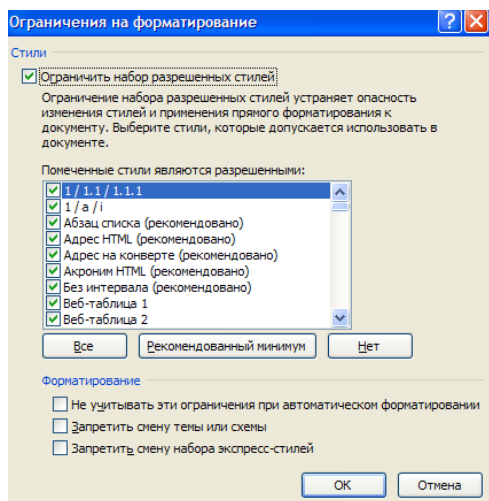 Ограничения на форматирование
Стили
Ограничить набор разрешенных стилей
Ограничение набора разрешенных стилей устраняет опасность
изменения стилей и применения прямого форматирования к
документу. Выберите стили, которые допускается использовать в
документе.
Помеченные стили являются разрешенными:
1 / 1.1 / 1.1.1
1 / a / i
Абзац списка (рекомендовано)
Адрес HTML (рекомендовано)
Адрес на конверте (рекомендовано)
Акроним HTML (рекомендовано)
Без интервала (рекомендовано)
Веб-таблица 1
Веб-таблица 2
Все Рекомендованный минимум Нет
Форматирование
Не учитывать эти ограничения при автоматическом форматировании
Запретить смену темы или схемы
Запретить смену набора экспресс-стилей
ОК Отмена